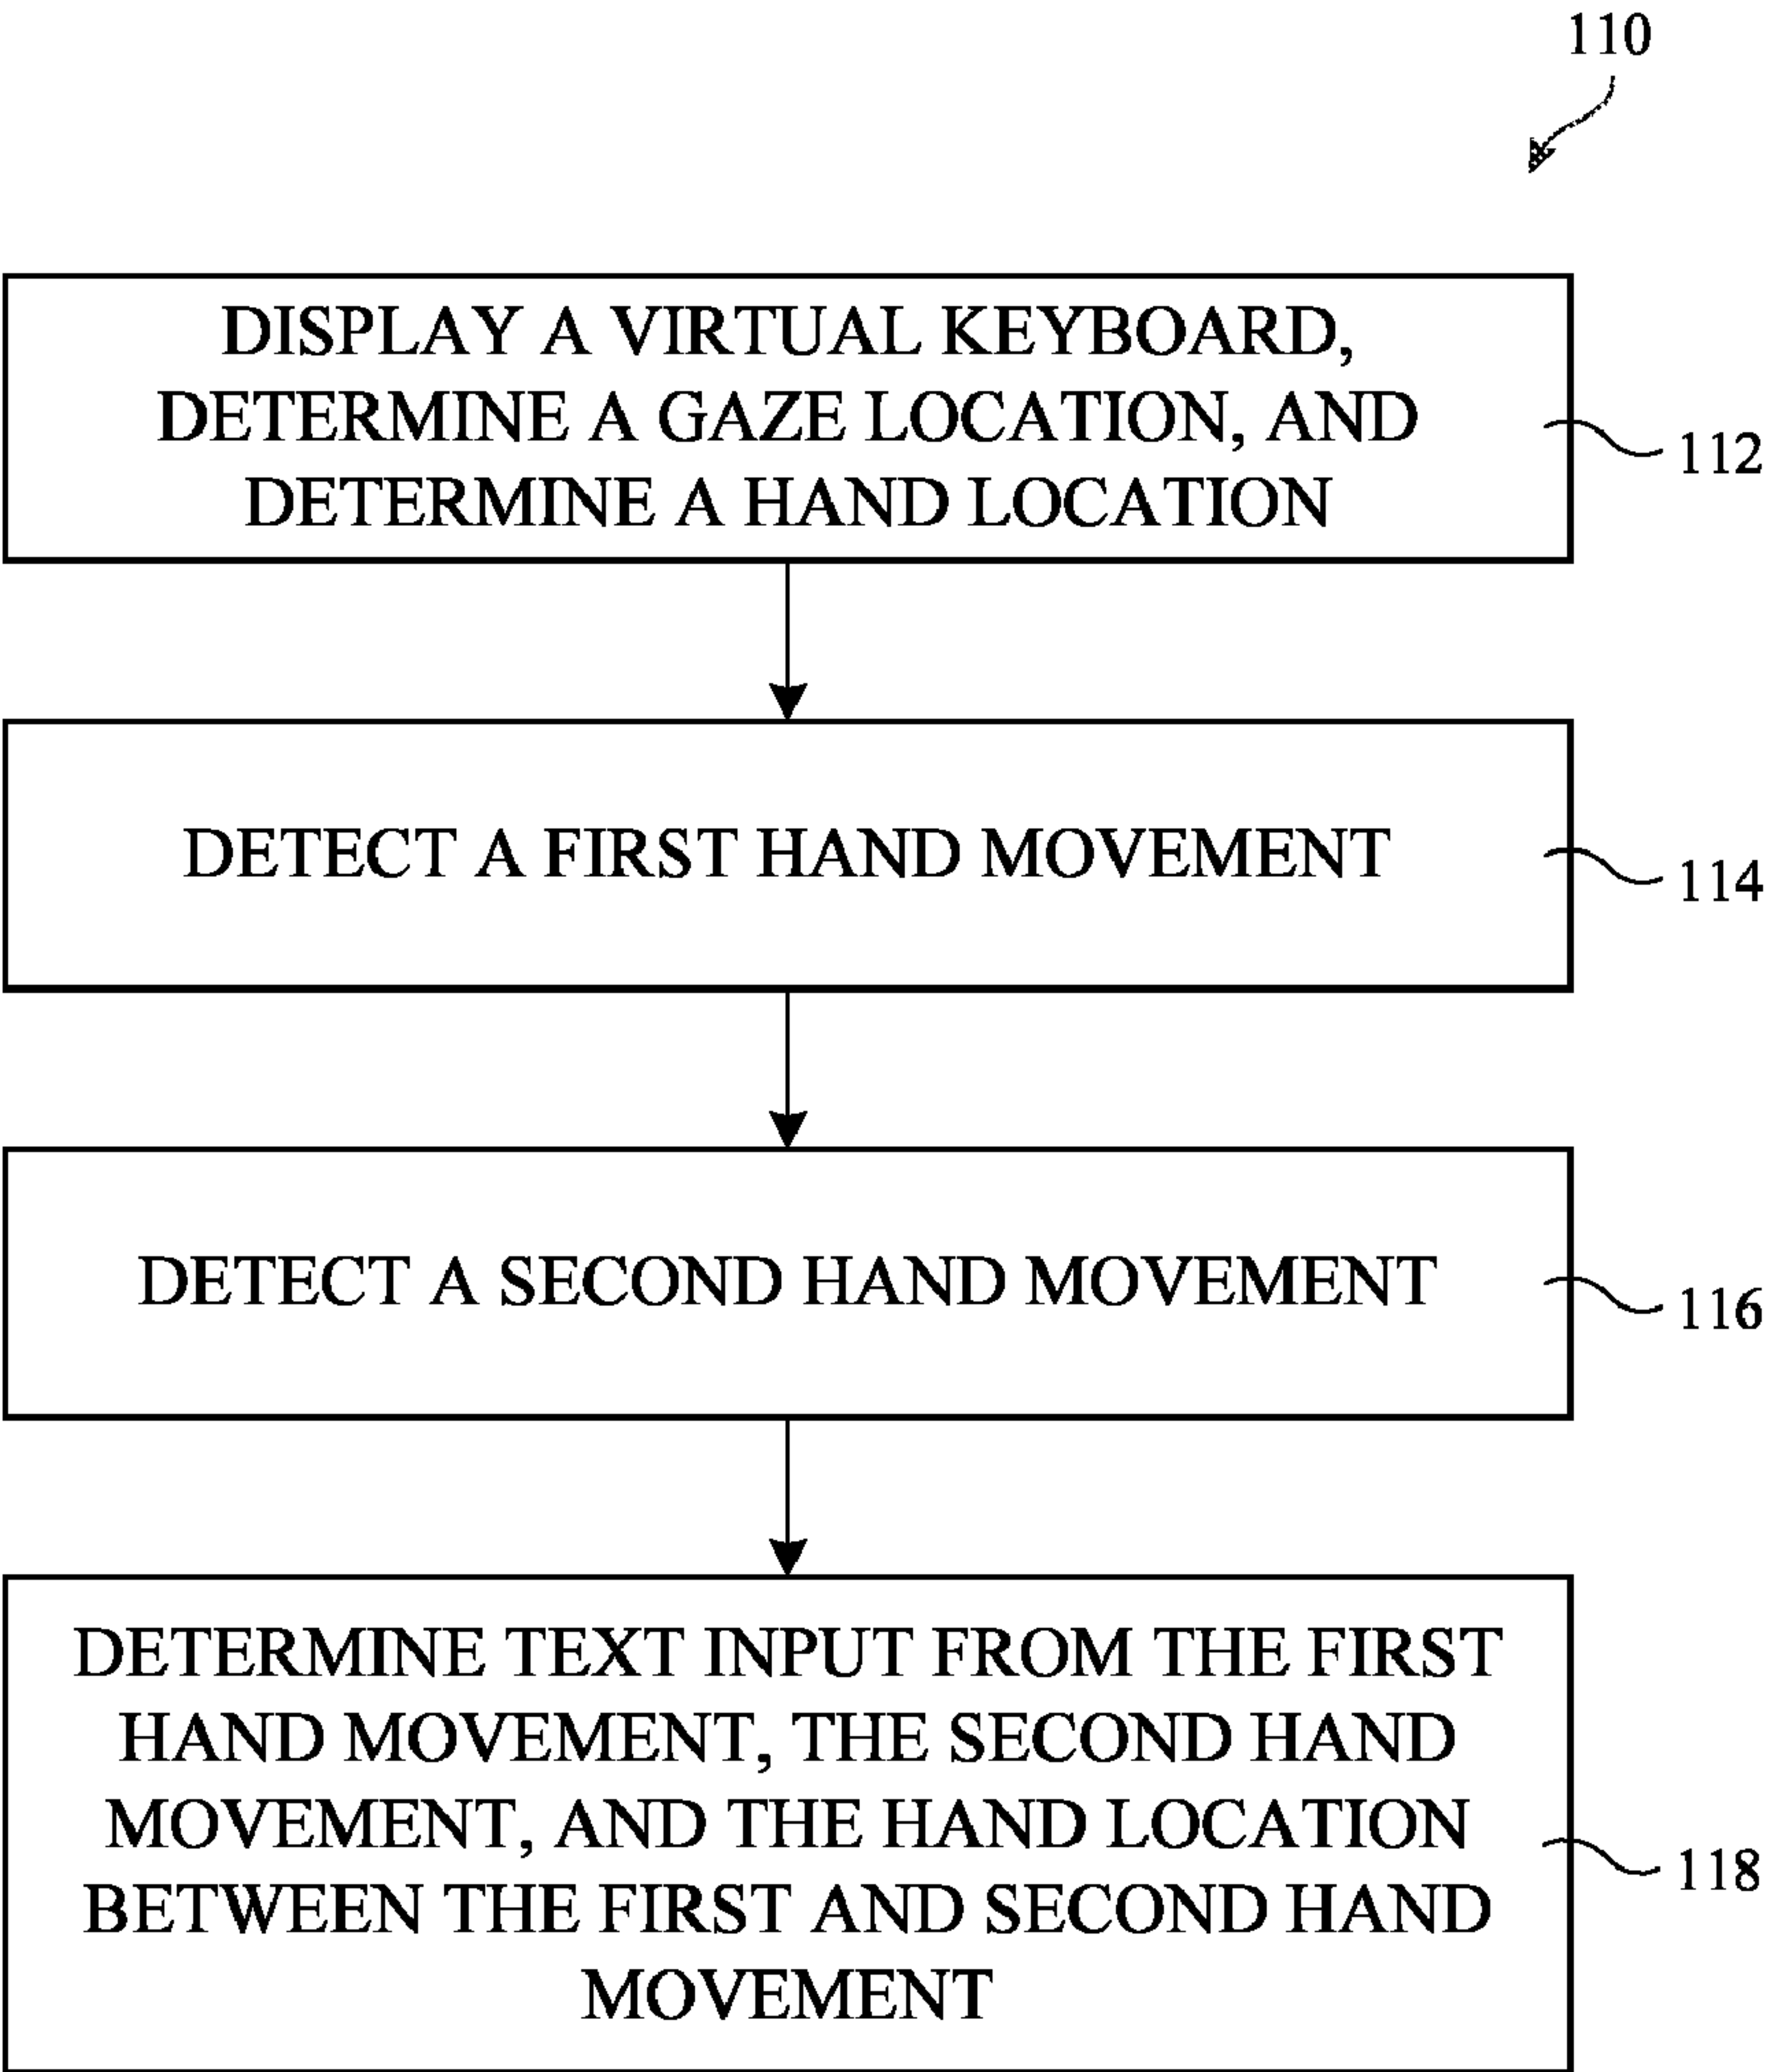 110
DISPLAY A VIRTUAL KEYBOARD,
DETERMINE A GAZE LOCATION, AND
DETERMINE A HAND LOCATION
112
DETECT A FIRST HAND MOVEMENT
114
DETECT A SECOND HAND MOVEMENT
116
DETERMINE TEXT INPUT FROM THE FIRST
HAND MOVEMENT, THE SECOND HAND
MOVEMENT, AND THE HAND LOCATION
BETWEEN THE FIRST AND SECOND HAND
MOVEMENT
118